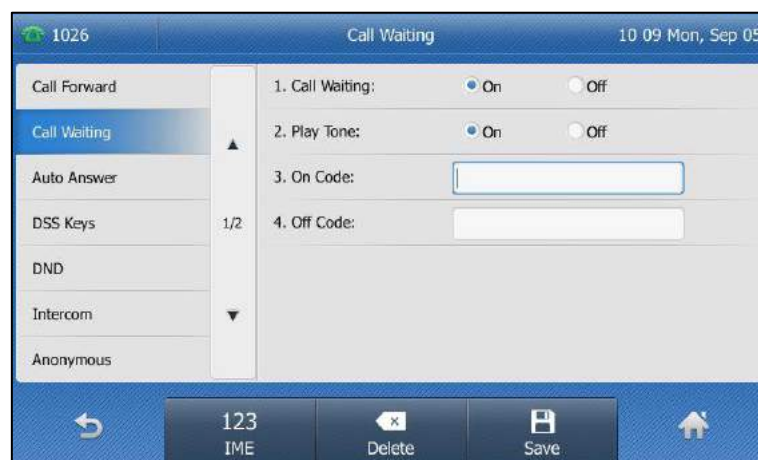 1026 Call Waiting 10 09 Mon, Sep 05
Call Forward
Call Waiting
Auto Answer
DSS Keys
DND
Intercom
Anonymous
1/2
1. Call Waiting: On Off
2. Play Tone: On Off
3. On Code:
4. Off Code:
123
IME
Delete
Save